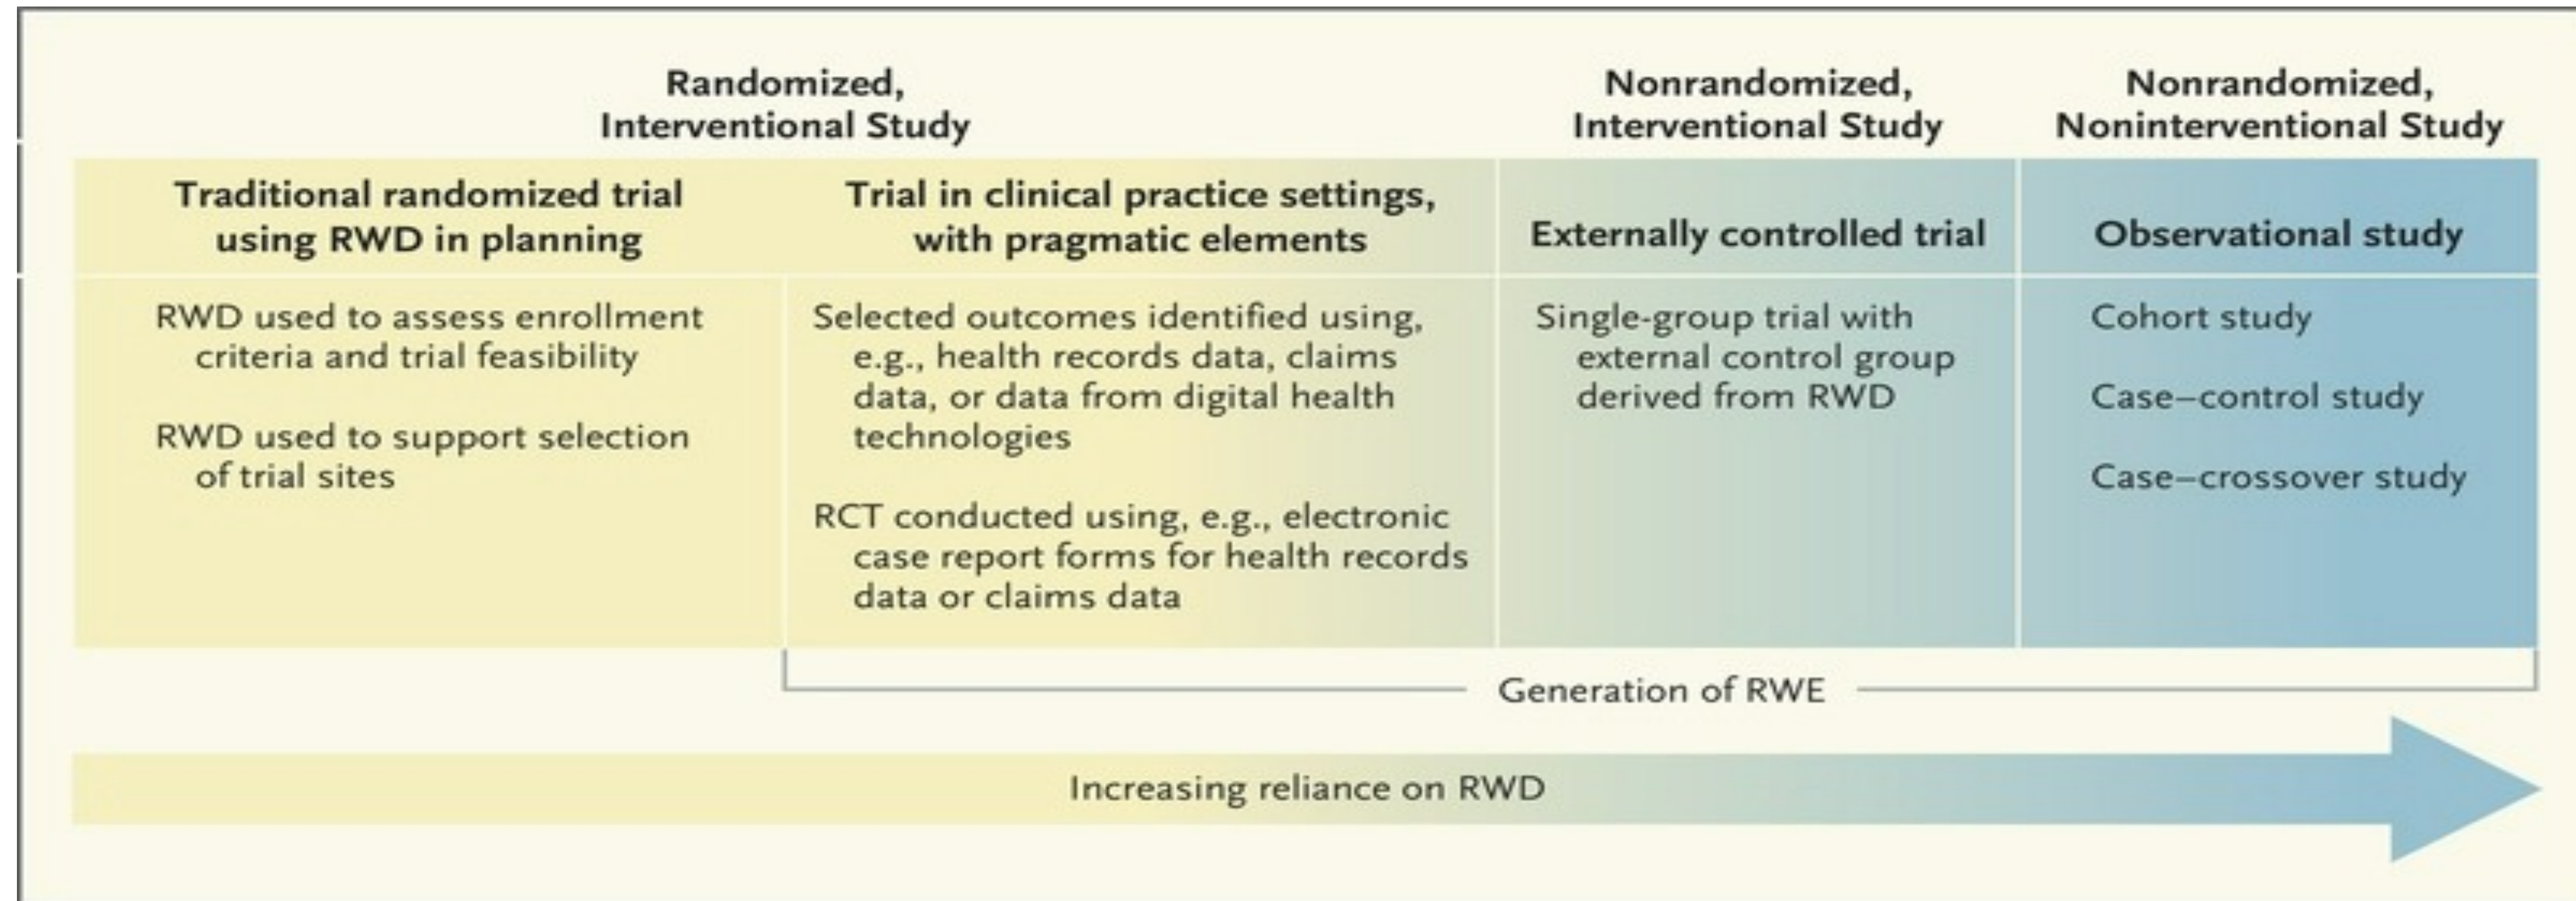 Randomized,
Interventional Study
Nonrandomized,
Interventional Study
Nonrandomized,
Noninterventional Study
Traditional randomized trial
using RWD in planning
Trial in clinical practice settings,
with pragmatic elements
Externally controlled trial
Observational study
RWD used to assess enrollment
criteria and trial feasibility
RWD used to support selection
of trial sites
Selected outcomes identified using,
e.g., health records data, claims
data, or data from digital health
technologies
RCT conducted using, e.g., electronic
case report forms for health records
data or claims data
Single-group trial with
external control group
derived from RWD
Cohort study
Case–control study
Case–crossover study
Generation of RWE
Increasing reliance on RWD